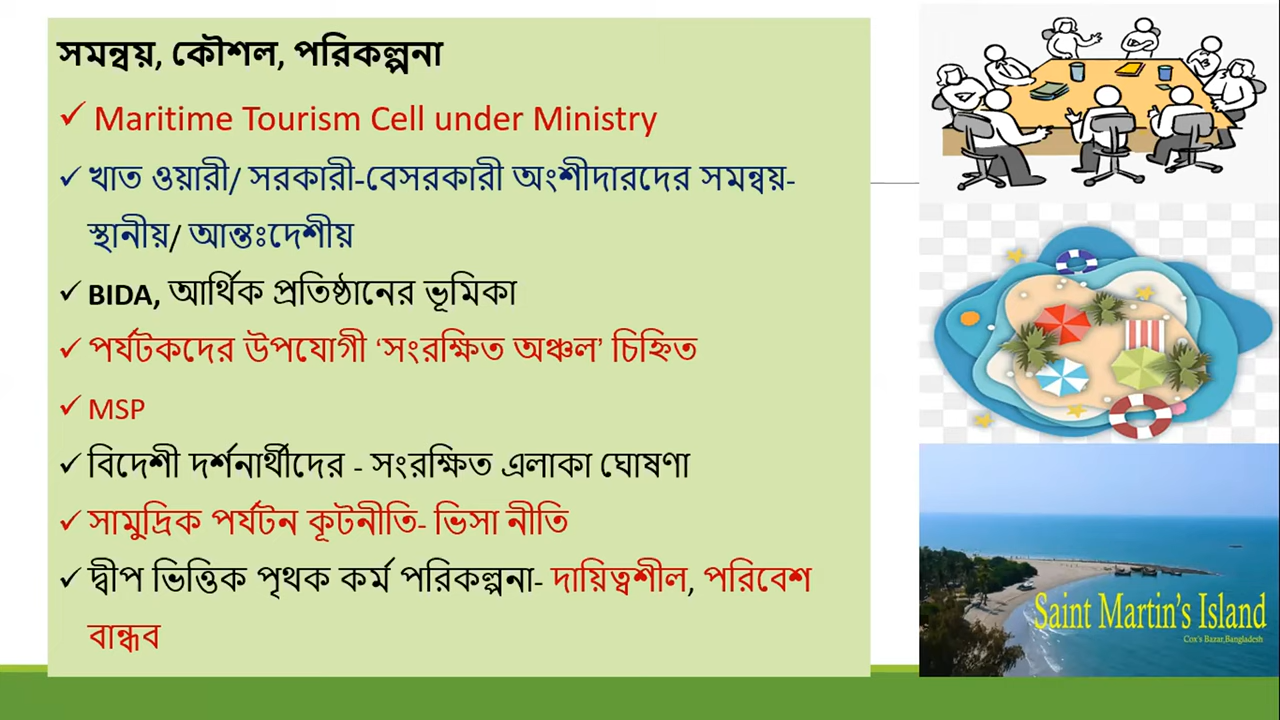 সমন্বয়, কৌশল, পরিকল্পনা
✓ Maritime Tourism Cell under Ministry
✓ খাত ওয়ারী/ সরকারী-বেসরকারী অংশীদারদের সমন্বয়-
স্থানীয়/ আন্তঃদেশীয়
✓ BIDA, আর্থিক প্রতিষ্ঠানের ভূমিকা
✓ পর্যটকদের উপযোগী ‘সংরক্ষিত অঞ্চল’ চিহ্নিত
✓ MSP
✓ বিদেশী দর্শনার্থীদের - সংরক্ষিত এলাকা ঘোষণা
✓ সামুদ্রিক পর্যটন কূটনীতি- ভিসা নীতি
✓ দ্বীপ ভিত্তিক পৃথক কর্ম পরিকল্পনা- দায়িত্বশীল, পরিবেশ
বান্ধব
Saint Martin's Island
Cox's Bazar,Bangladesh